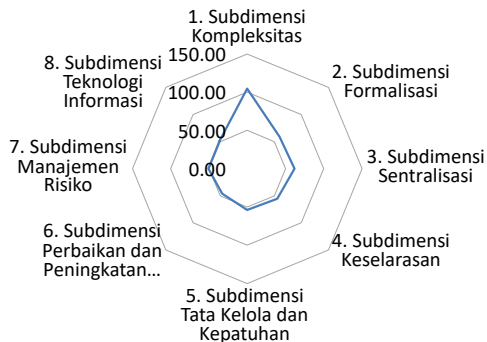 1. Subdimensi
Kompleksitas
2. Subdimensi
Formalisasi
3. Subdimensi
Sentralisasi
4. Subdimensi
Keselarasan
5. Subdimensi
Tata Kelola dan
Kepatuhan
6. Subdimensi
Perbaikan dan
Peningkatan...
7. Subdimensi
Manajemen
Risiko
8. Subdimensi
Teknologi
Informasi
150.00
100.00
50.00
0.00